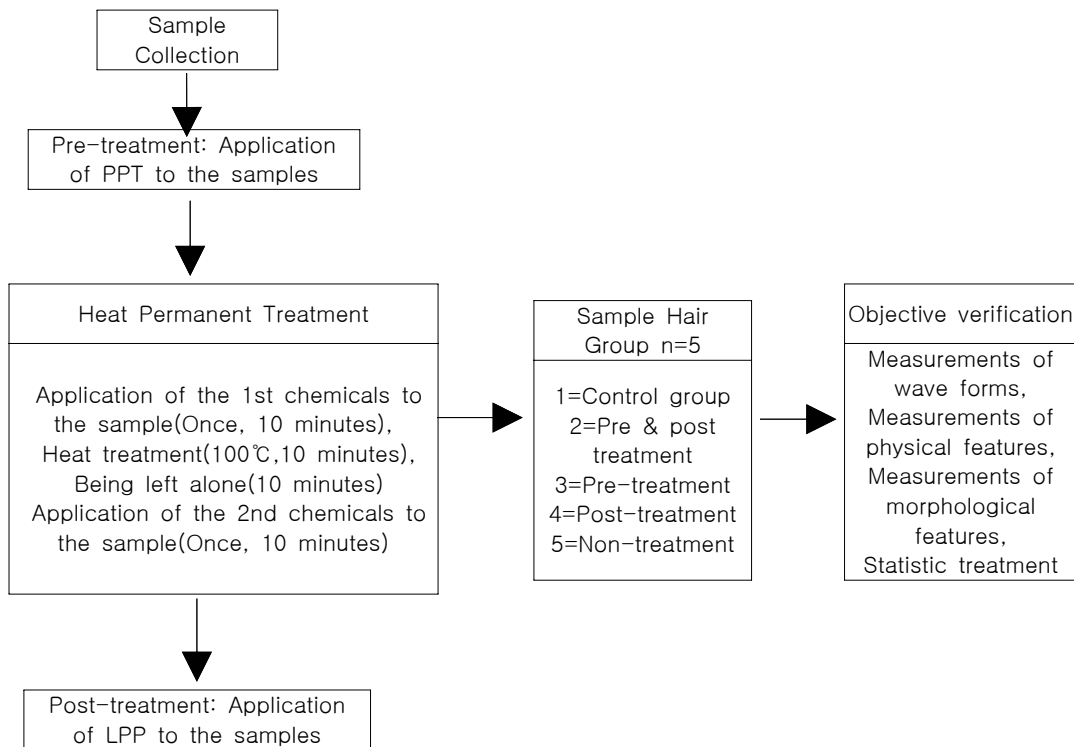 Sample
Collection
Pre-treatment: Application
of PPT to the samples
Heat Permanent Treatment
Application of the 1st chemicals to
the sample(Once, 10 minutes),
Heat treatment(100℃,10 minutes),
Being left alone(10 minutes)
Application of the 2nd chemicals to
the sample(Once, 10 minutes)
Sample Hair
Group n=5
1=Control group
2=Pre & post
treatment
3=Pre-treatment
4=Post-treatment
5=Non-treatment
Objective verification
Measurements of
wave forms,
Measurements of
physical features,
Measurements of
morphological
features,
Statistic treatment
Post-treatment: Application
of LPP to the samples